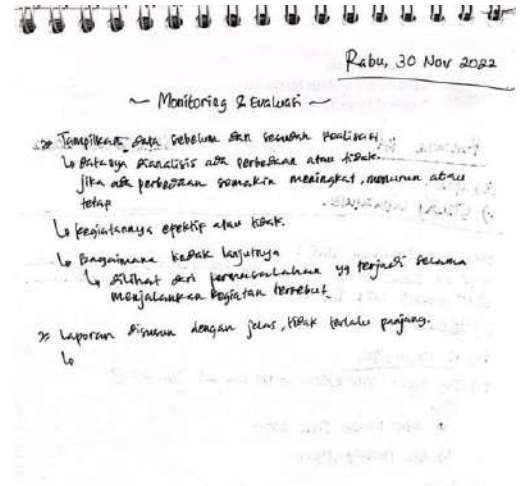 Rabu, 30 Nov 2022
~ Monitoring & Evaluasi ~
» Tampilkan data sebelum dan sesudah realisasi
↳ Datanya dianalisis ada perbedaan atau tidak.
jika ada perbedaan semakin meningkat, menurun atau
tetap
↳ kegiatannya efektif atau tidak.
↳ Bagaimana tindak lanjutnya
↳ dilihat dari permasalahan yg terjadi selama
menjalankan kegiatan tersebut
» Laporan disusun dengan jelas, tidak terlalu panjang.
↳